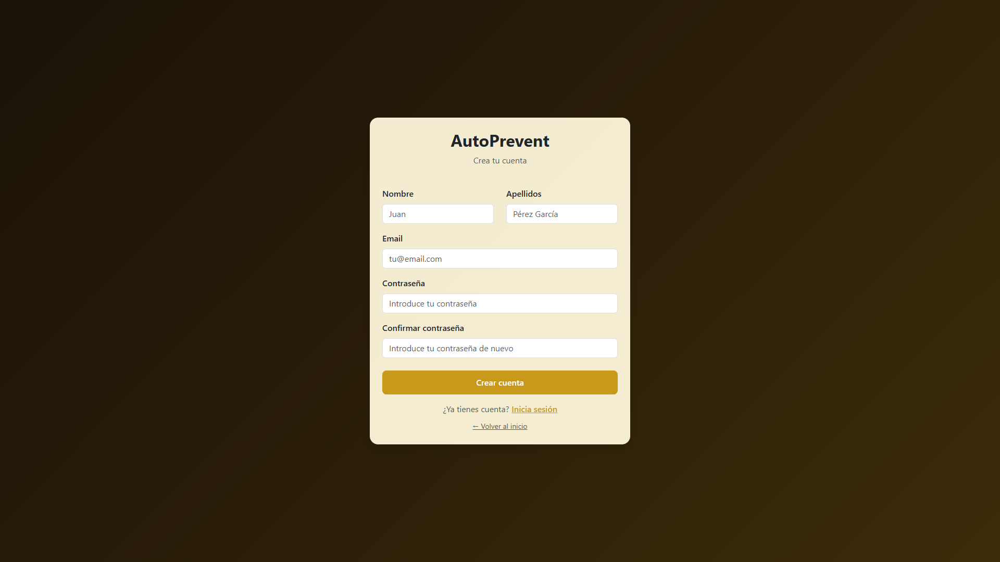 AutoPrevent
Crea tu cuenta
Nombre
Apellidos
Juan
Pérez García
Email
tu@email.com
Contraseña
Introduce tu contraseña
Confirmar contraseña
Introduce tu contraseña de nuevo
Crear cuenta
¿Ya tienes cuenta? Inicia sesión
← Volver al inicio